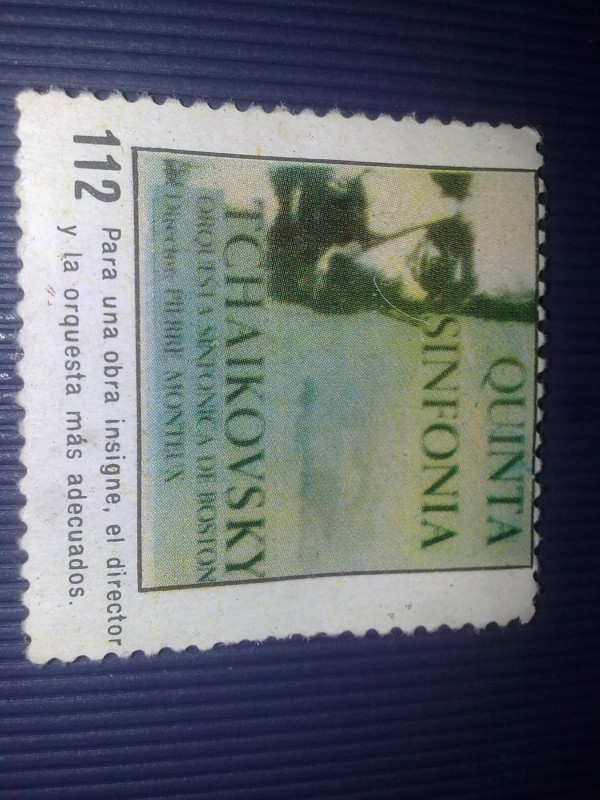 QUINTA
SINFONIA
TCHAIKOVSKY
ORQUESTA SINFONICA DE BOSTON
Director: PIERRE MONTEUX
112 Para una obra insigne, el director
y la orquesta más adecuados.